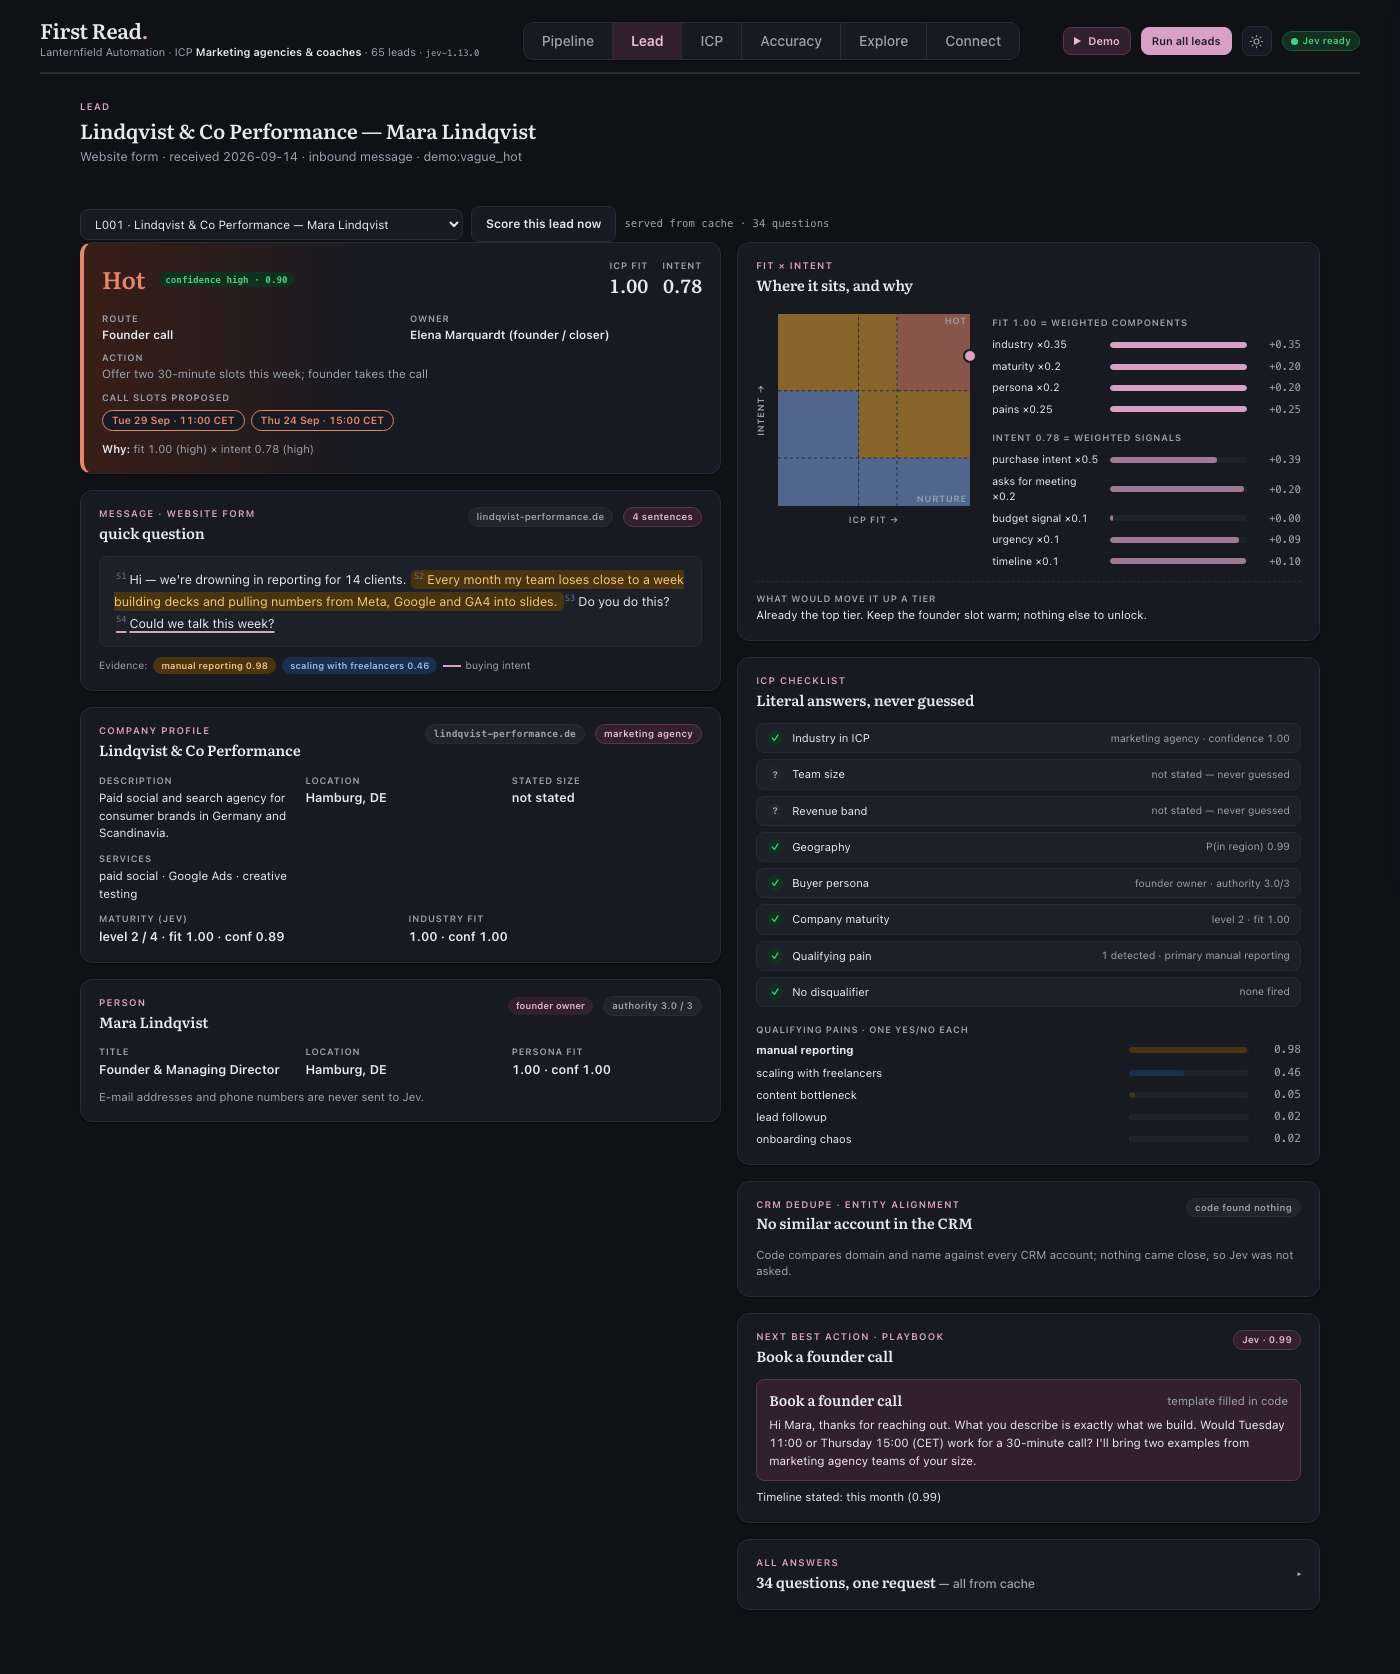 First Read.
Lanternfield Automation · ICP Marketing agencies & coaches · 65 leads · jev-1.13.0
Pipeline
Lead
ICP
Accuracy
Explore
Connect
Demo
Run all leads
Jev ready
LEAD
Lindqvist & Co Performance — Mara Lindqvist
Website form · received 2026-09-14 · inbound message · demo:vague_hot
L001 · Lindqvist & Co Performance — Mara Lindqvist
Score this lead now
served from cache · 34 questions
Hot
confidence high · 0.90
ICP FIT
1.00
INTENT
0.78
ROUTE
Founder call
OWNER
Elena Marquardt (founder / closer)
ACTION
Offer two 30-minute slots this week; founder takes the call
CALL SLOTS PROPOSED
Tue 29 Sep · 11:00 CET
Thu 24 Sep · 15:00 CET
Why: fit 1.00 (high) × intent 0.78 (high)
MESSAGE · WEBSITE FORM
quick question
lindqvist-performance.de
4 sentences
S1 Hi — we're drowning in reporting for 14 clients. S2 Every month my team loses close to a week
building decks and pulling numbers from Meta, Google and GA4 into slides. S3 Do you do this?
S4 Could we talk this week?
Evidence: manual reporting 0.98 scaling with freelancers 0.46 buying intent
COMPANY PROFILE
Lindqvist & Co Performance
lindqvist-performance.de
marketing agency
DESCRIPTION
Paid social and search agency for
consumer brands in Germany and
Scandinavia.
LOCATION
Hamburg, DE
STATED SIZE
not stated
SERVICES
paid social · Google Ads · creative
testing
MATURITY (JEV)
level 2 / 4 · fit 1.00 · conf 0.89
INDUSTRY FIT
1.00 · conf 1.00
PERSON
Mara Lindqvist
founder owner
authority 3.0 / 3
TITLE
Founder & Managing Director
LOCATION
Hamburg, DE
PERSONA FIT
1.00 · conf 1.00
E-mail addresses and phone numbers are never sent to Jev.
FIT × INTENT
Where it sits, and why
HOT
NURTURE
INTENT →
ICP FIT →
FIT 1.00 = WEIGHTED COMPONENTS
industry ×0.35 +0.35
maturity ×0.2 +0.20
persona ×0.2 +0.20
pains ×0.25 +0.25
INTENT 0.78 = WEIGHTED SIGNALS
purchase intent ×0.5 +0.39
asks for meeting
×0.2 +0.20
budget signal ×0.1 +0.00
urgency ×0.1 +0.09
timeline ×0.1 +0.10
WHAT WOULD MOVE IT UP A TIER
Already the top tier. Keep the founder slot warm; nothing else to unlock.
ICP CHECKLIST
Literal answers, never guessed
Industry in ICP marketing agency · confidence 1.00
? Team size not stated — never guessed
? Revenue band not stated — never guessed
Geography P(in region) 0.99
Buyer persona founder owner · authority 3.0/3
Company maturity level 2 · fit 1.00
Qualifying pain 1 detected · primary manual reporting
No disqualifier none fired
QUALIFYING PAINS · ONE YES/NO EACH
manual reporting 0.98
scaling with freelancers 0.46
content bottleneck 0.05
lead followup 0.02
onboarding chaos 0.02
CRM DEDUPE · ENTITY ALIGNMENT
No similar account in the CRM
code found nothing
Code compares domain and name against every CRM account; nothing came close, so Jev was not
asked.
NEXT BEST ACTION · PLAYBOOK
Book a founder call
Jev · 0.99
Book a founder call
template filled in code
Hi Mara, thanks for reaching out. What you describe is exactly what we build. Would Tuesday
11:00 or Thursday 15:00 (CET) work for a 30-minute call? I'll bring two examples from
marketing agency teams of your size.
Timeline stated: this month (0.99)
ALL ANSWERS
34 questions, one request — all from cache